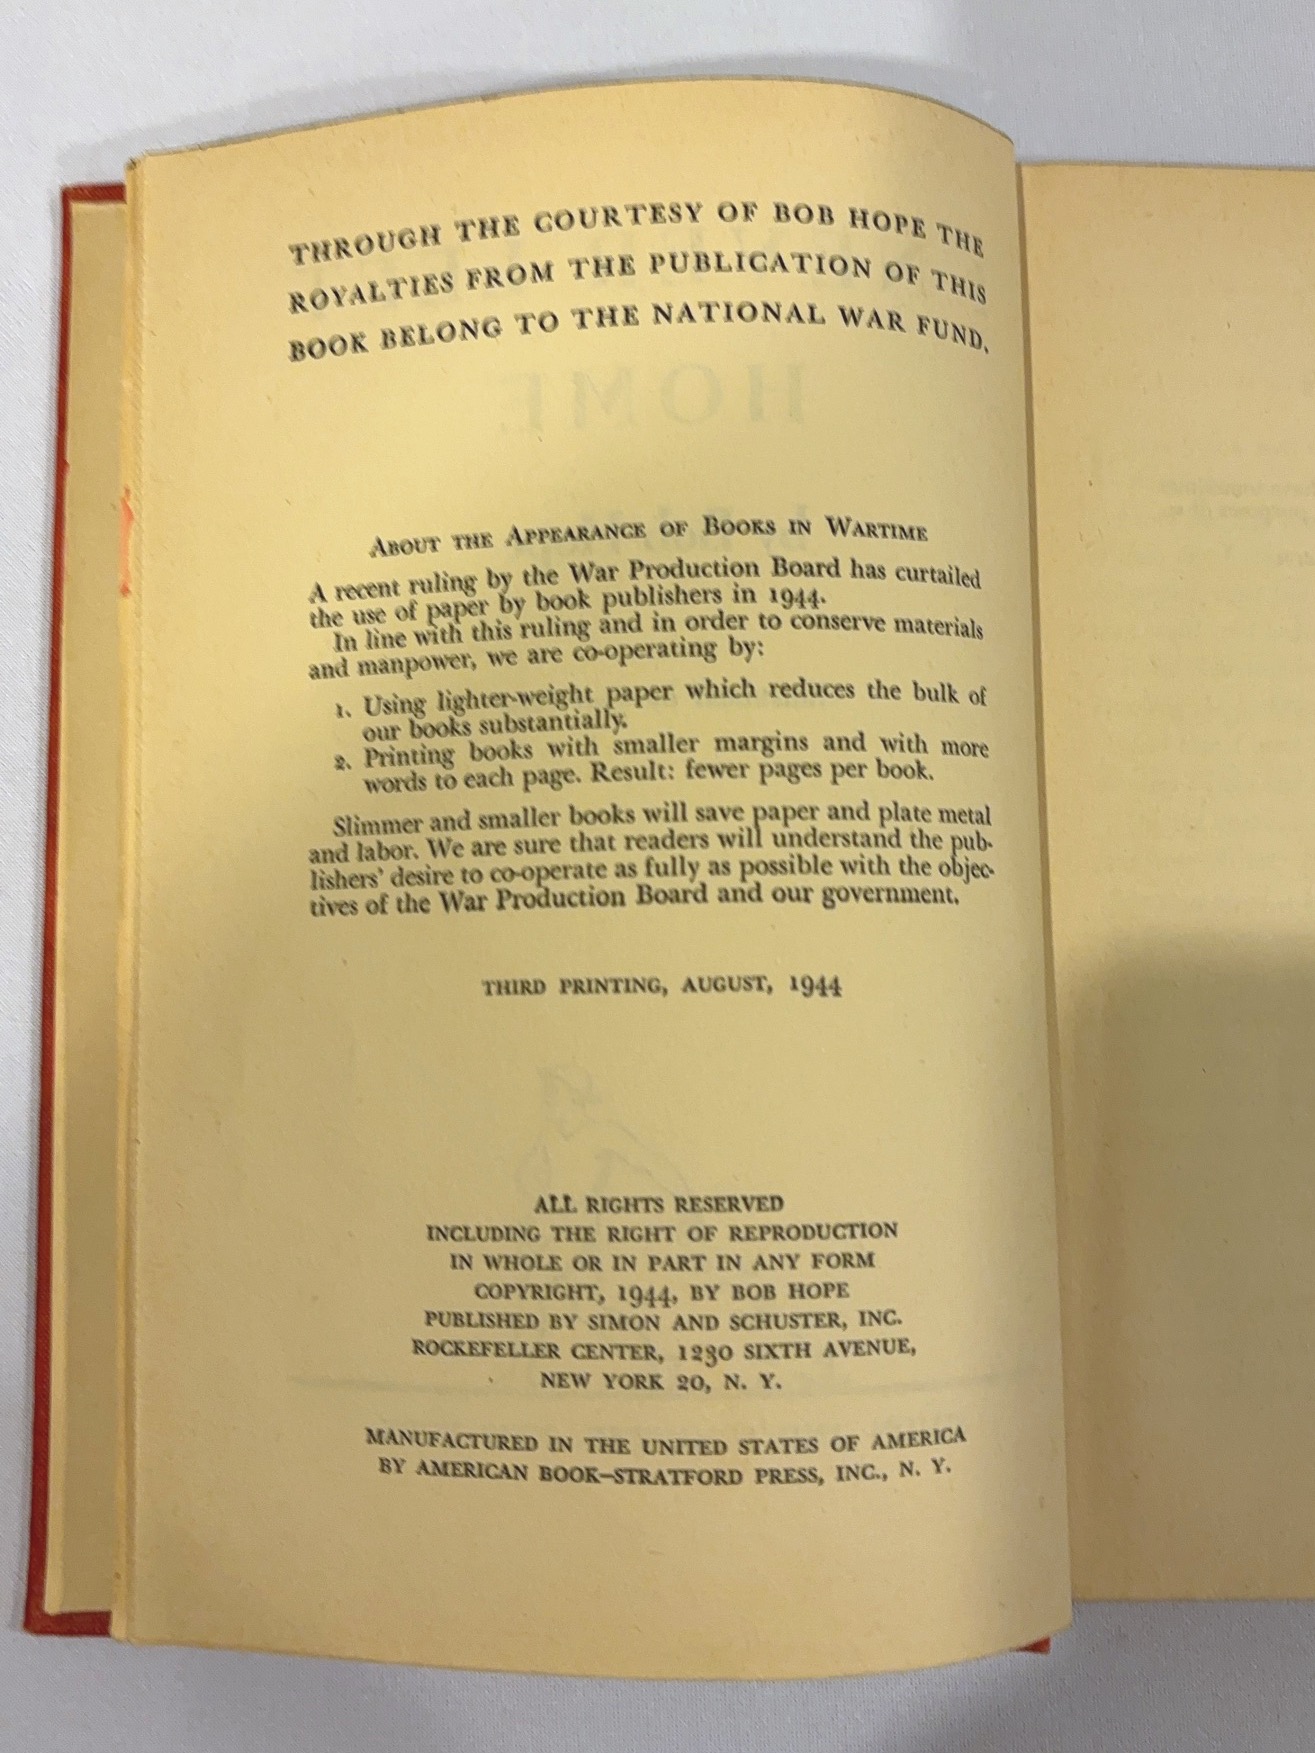 THROUGH THE COURTESY OF BOB HOPE THE
ROYALTIES FROM THE PUBLICATION OF THIS
BOOK BELONG TO THE NATIONAL WAR FUND.
HOME
ABOUT THE APPEARANCE OF BOOKS IN WARTIME
A recent ruling by the War Production Board has curtailed
the use of paper by book publishers in 1944.
In line with this ruling and in order to conserve materials
and manpower, we are co-operating by:
1. Using lighter-weight paper which reduces the bulk of
our books substantially.
2. Printing books with smaller margins and with more
words to each page. Result: fewer pages per book.
Slimmer and smaller books will save paper and plate metal
and labor. We are sure that readers will understand the pub-
lishers' desire to co-operate as fully as possible with the objec-
tives of the War Production Board and our government.
THIRD PRINTING, AUGUST, 1944
ALL RIGHTS RESERVED
INCLUDING THE RIGHT OF REPRODUCTION
IN WHOLE OR IN PART IN ANY FORM
COPYRIGHT, 1944, BY BOB HOPE
PUBLISHED BY SIMON AND SCHUSTER, INC.
ROCKEFELLER CENTER, 1230 SIXTH AVENUE,
NEW YORK 20, N. Y.
MANUFACTURED IN THE UNITED STATES OF AMERICA
BY AMERICAN BOOK–STRATFORD PRESS, INC., N. Y.